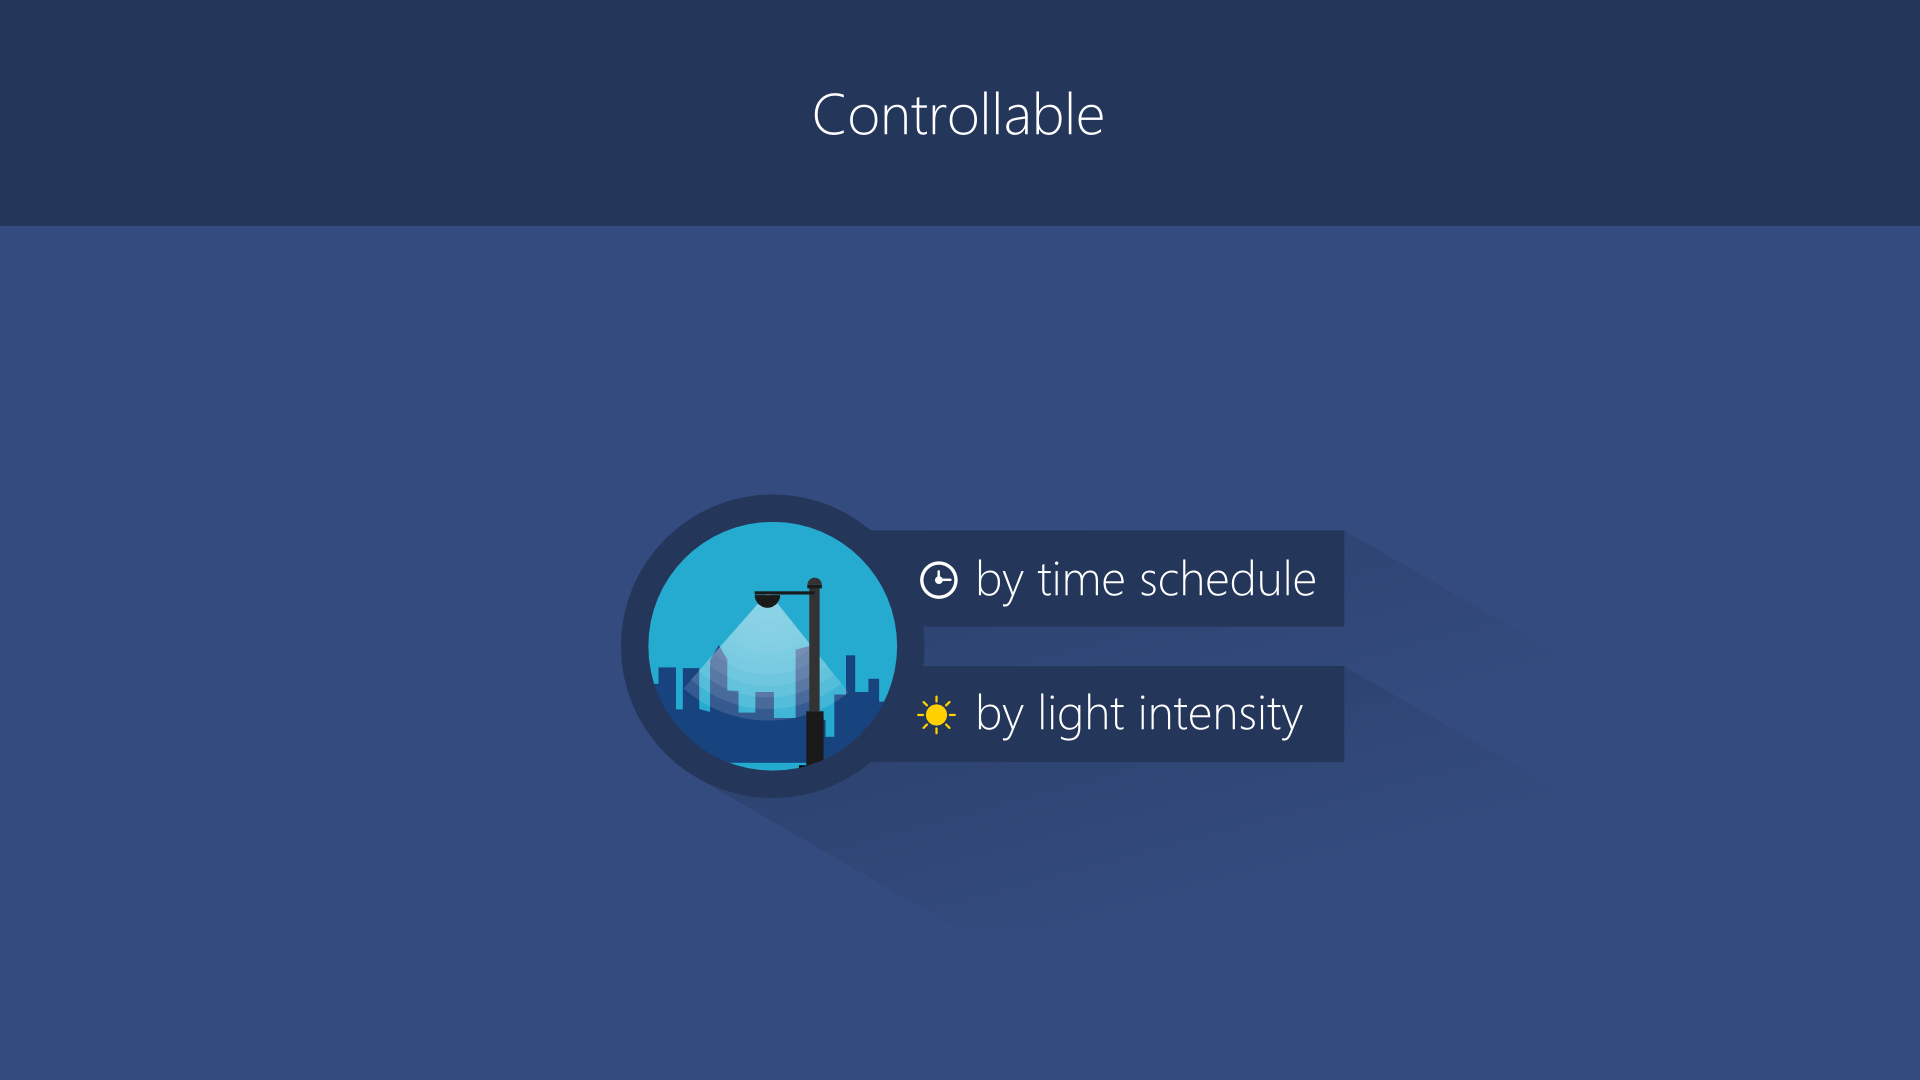 Controllable
by time schedule
by light intensity